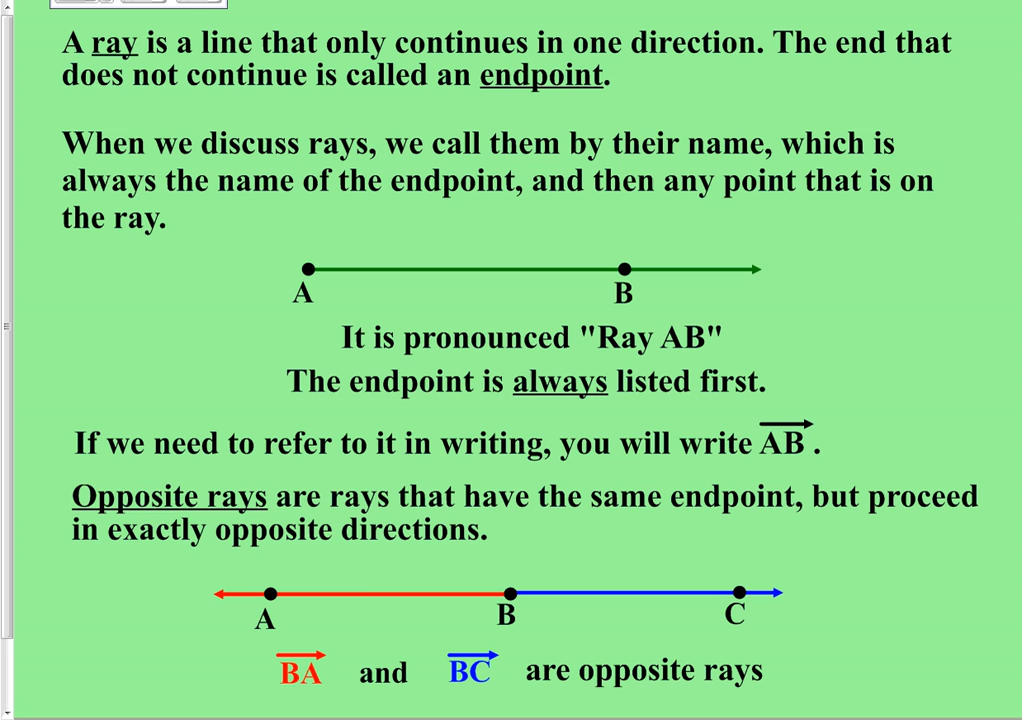 A ray is a line that only continues in one direction. The end that
does not continue is called an endpoint.
When we discuss rays, we call them by their name, which is
always the name of the endpoint, and then any point that is on
the ray.
A B
It is pronounced "Ray AB"
The endpoint is always listed first.
If we need to refer to it in writing, you will write AB .
Opposite rays are rays that have the same endpoint, but proceed
in exactly opposite directions.
A B C
BA and BC are opposite rays